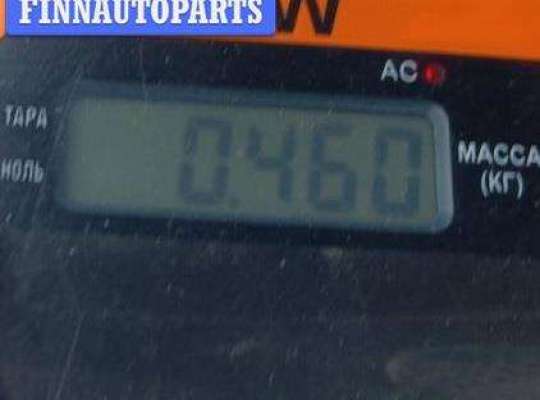 FINNAUTOPARTS
W
AC
ТАРА
0.460
МАССА
НОЛЬ
(КГ)